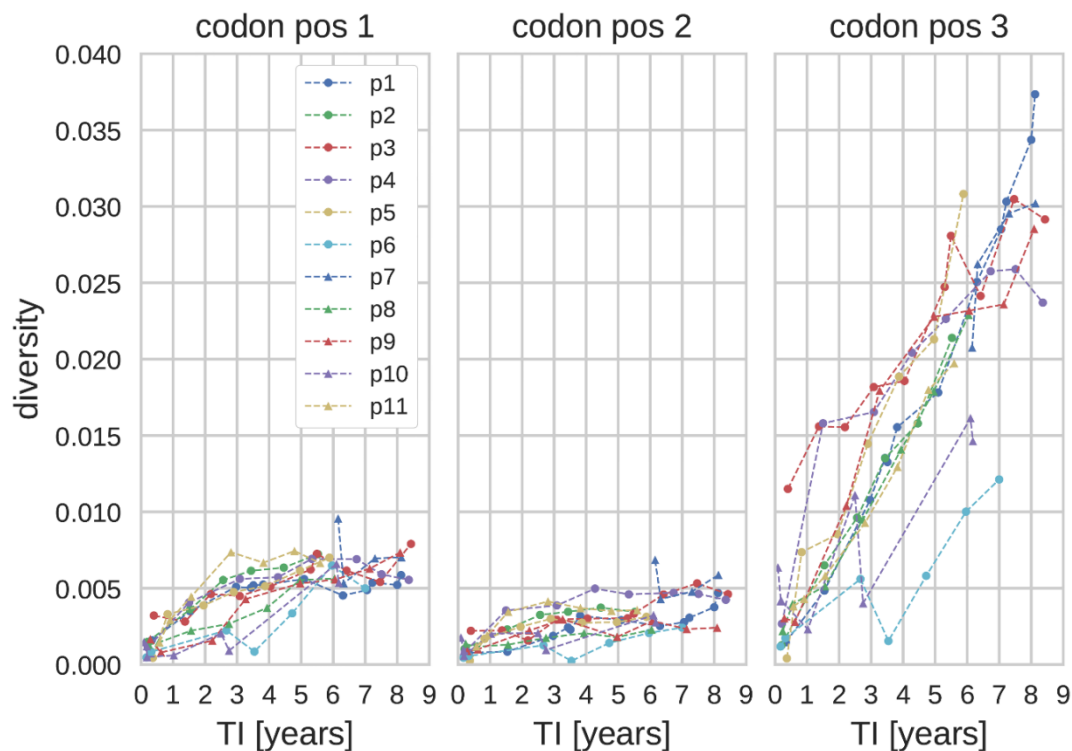 codon pos 1 codon pos 2 codon pos 3
0.040
0.035
0.030
0.025
0.020
0.015
0.010
0.005
0.000
diversity
p1
p2
p3
p4
p5
p6
p7
p8
p9
p10
p11
0 1 2 3 4 5 6 7 8 9 0 1 2 3 4 5 6 7 8 9 0 1 2 3 4 5 6 7 8 9
TI [years] TI [years] TI [years]